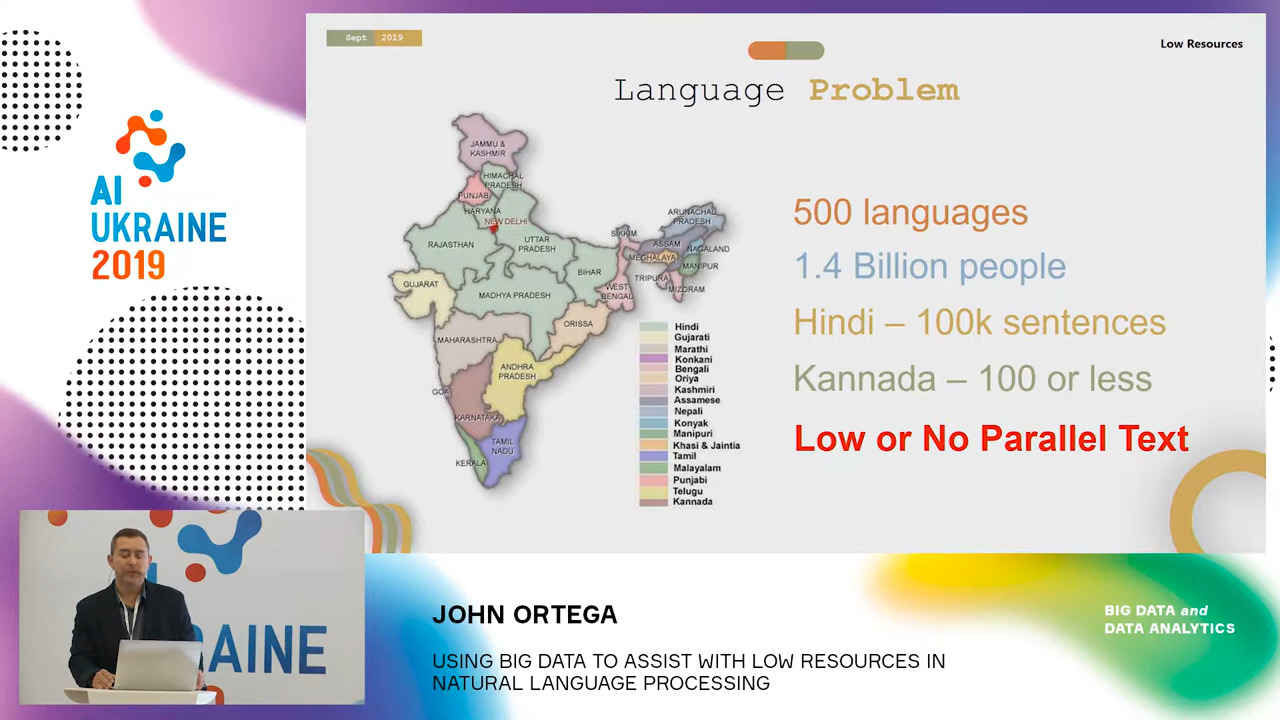 Sept 2019
Low Resources
Language Problem
AI
UKRAINE
2019
JAMMU &
KASHMIR
HIMACHAL
PRADESH
PUNJAB
HARYANA
NEW DELHI
RAJASTHAN
UTTAR
PRADESH
BIHAR
SIKKIM
ARUNACHAL
PRADESH
ASSAM
NAGALAND
MEGHALAYA
MANIPUR
TRIPURA
MIZORAM
WEST
BENGAL
GUJARAT
MADHYA PRADESH
ORISSA
MAHARASHTRA
ANDHRA
PRADESH
GOA
KARNATAKA
TAMIL
NADU
KERALA
Hindi
Gujarati
Marathi
Konkani
Bengali
Oriya
Kashmiri
Assamese
Nepali
Konyak
Manipuri
Khasi & Jaintia
Tamil
Malayalam
Punjabi
Telugu
Kannada
500 languages
1.4 Billion people
Hindi – 100k sentences
Kannada – 100 or less
Low or No Parallel Text
RAINE
JOHN ORTEGA
USING BIG DATA TO ASSIST WITH LOW RESOURCES IN
NATURAL LANGUAGE PROCESSING
BIG DATA and
DATA ANALYTICS